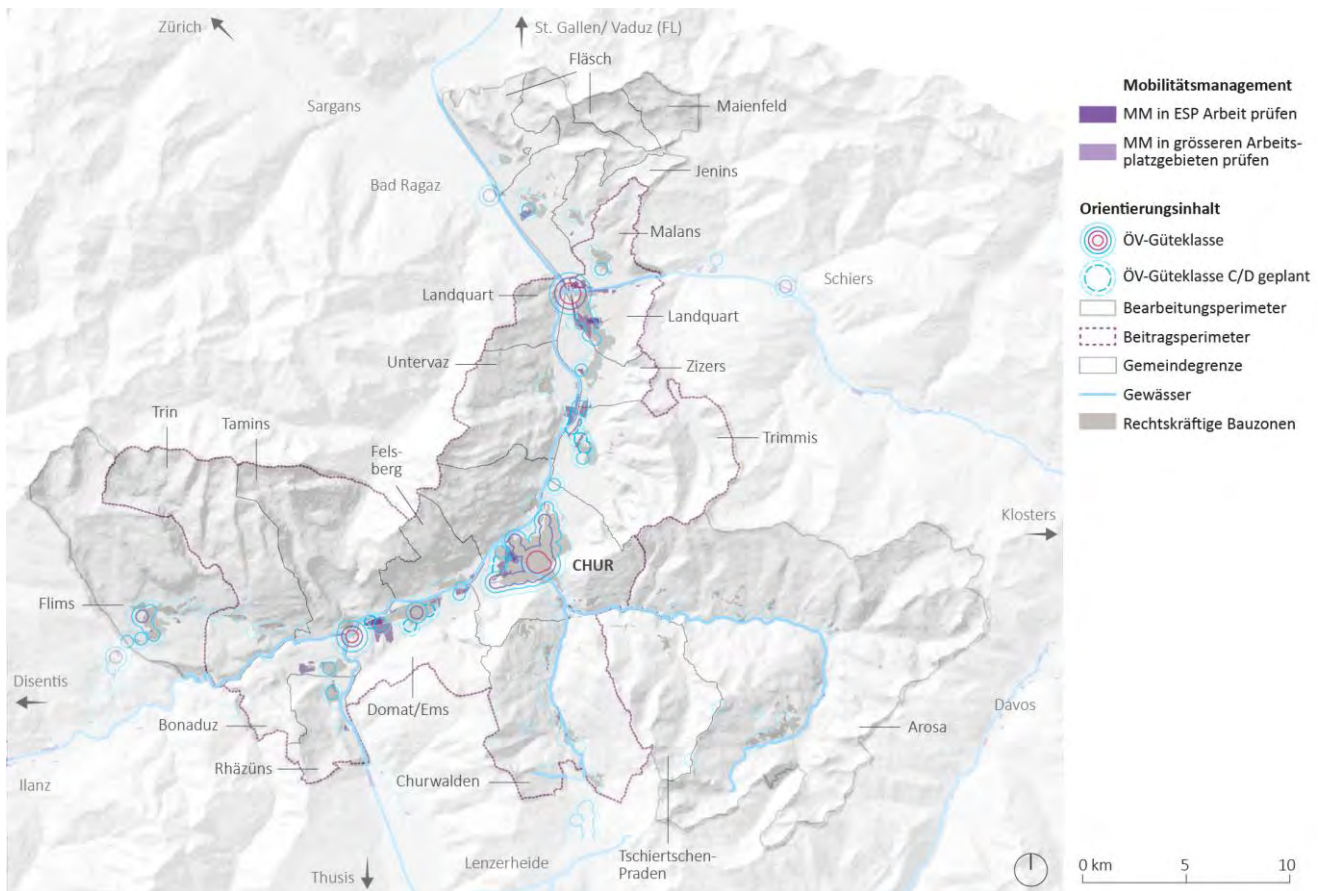 Zürich
St. Gallen/ Vaduz (FL)
Fläsch
Sargans
Maienfeld
Jenins
Bad Ragaz
Malans
Schiers
Landquart
Landquart
Untervaz
Zizers
Trin
Tamins
Trimmis
Fels-
berg
Klosters
CHUR
Flims
Disentis
Domat/Ems
Davos
Bonaduz
Arosa
Ilanz
Rhäzüns
Churwalden
Tschiertschen-
Praden
Lenzerheide
Thusis
Mobilitätsmanagement
MM in ESP Arbeit prüfen
MM in grösseren Arbeits-
platzgebieten prüfen
Orientierungsinhalt
ÖV-Güteklasse
ÖV-Güteklasse C/D geplant
Bearbeitungsperimeter
Beitragsperimeter
Gemeindegrenze
Gewässer
Rechtskräftige Bauzonen
0 km 5 10